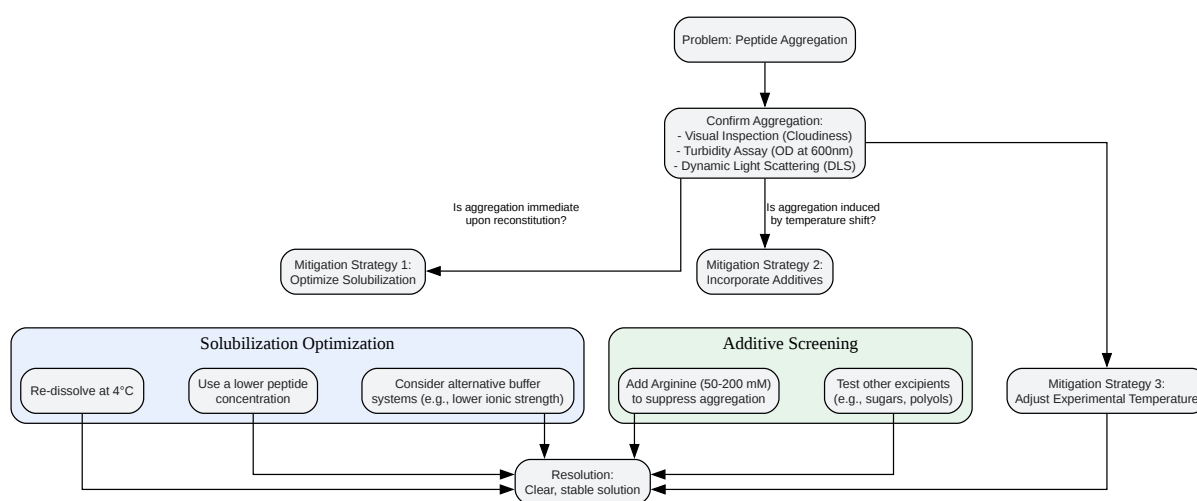 Problem: Peptide Aggregation
Confirm Aggregation:
- Visual Inspection (Cloudiness)
- Turbidity Assay (OD at 600nm)
- Dynamic Light Scattering (DLS)
Is aggregation immediate
upon reconstitution?
Is aggregation induced
by temperature shift?
Mitigation Strategy 1:
Optimize Solubilization
Mitigation Strategy 2:
Incorporate Additives
Solubilization Optimization
Re-dissolve at 4°C
Use a lower peptide
concentration
Consider alternative buffer
systems (e.g., lower ionic strength)
Additive Screening
Add Arginine (50-200 mM)
to suppress aggregation
Test other excipients
(e.g., sugars, polyols)
Mitigation Strategy 3:
Adjust Experimental Temperature
Resolution:
Clear, stable solution